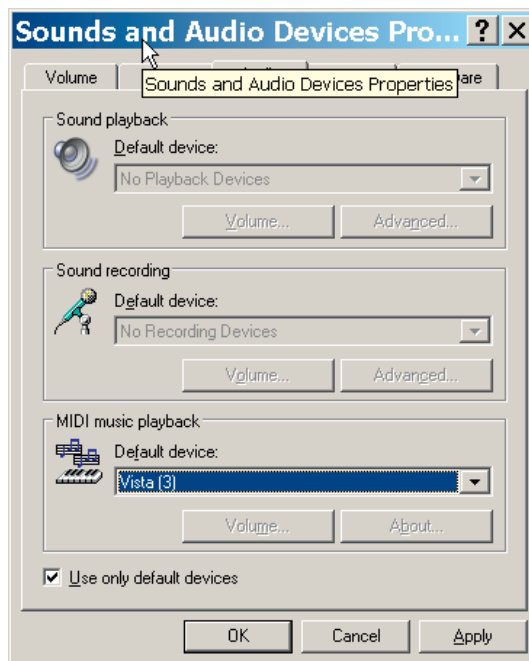 Sounds and Audio Devices Pro... ? ×
Volume
Sounds and Audio Devices Properties
Sound playback
Default device:
No Playback Devices
Volume... Advanced...
Sound recording
Default device:
No Recording Devices
Volume... Advanced...
MIDI music playback
Default device:
Vista (3)
Volume... About...
Use only default devices
OK Cancel Apply